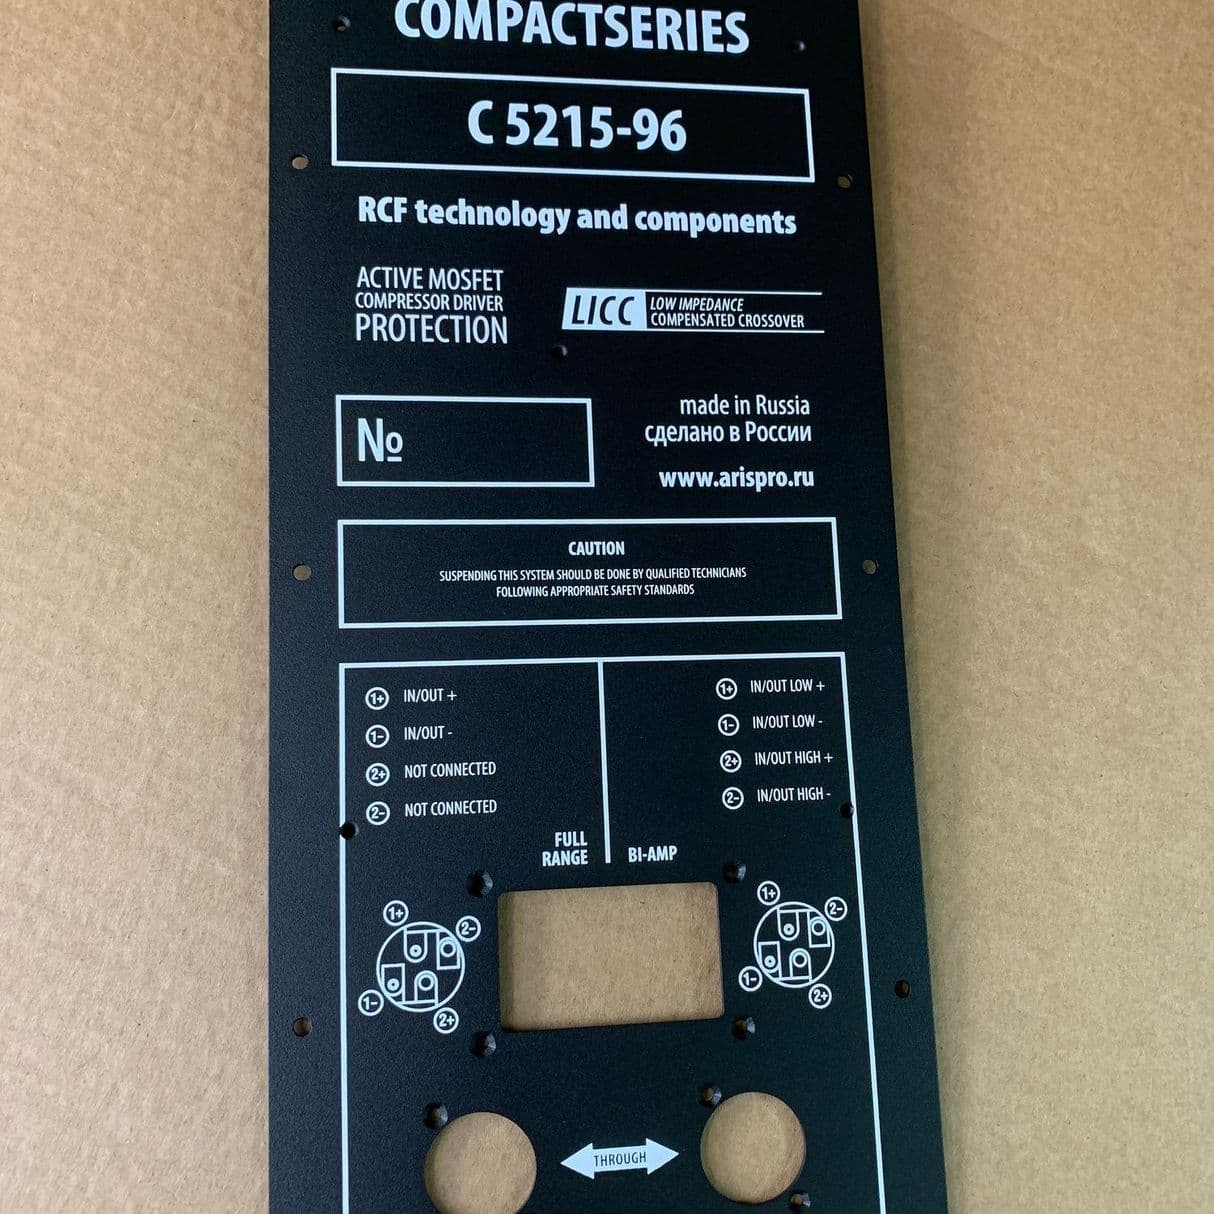 COMPACTSERIES
C 5215-96
RCF technology and components
ACTIVE MOSFET
COMPRESSOR DRIVER
PROTECTION
LICC
LOW IMPEDANCE
COMPENSATED CROSSOVER
№
made in Russia
сделано в России
www.arispro.ru
CAUTION
SUSPENDING THIS SYSTEM SHOULD BE DONE BY QUALIFIED TECHNICIANS
FOLLOWING APPROPRIATE SAFETY STANDARDS
1+ IN/OUT +
1- IN/OUT -
2+ NOT CONNECTED
2- NOT CONNECTED
FULL
RANGE
1+ IN/OUT LOW +
1- IN/OUT LOW -
2+ IN/OUT HIGH +
2- IN/OUT HIGH -
BI-AMP
1+
2-
1-
2+
1+
2-
1-
2+
THROUGH